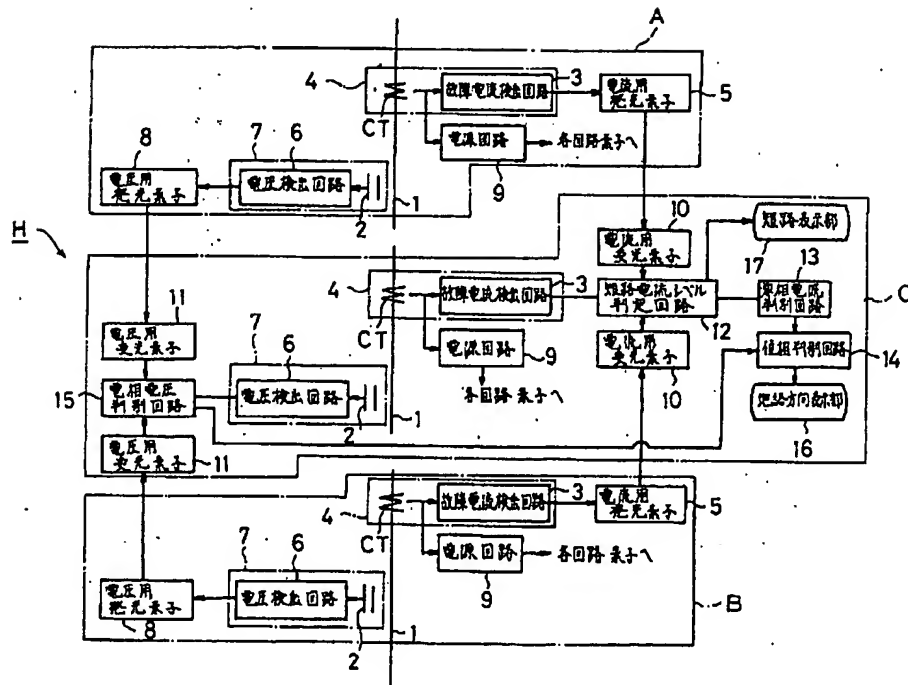 A
4
CT
故障電流検出回路
3
電流用
発光素子
5
電源回路
各回路素子へ
9
8
電圧用
発光素子
7
6
電圧検出回路
2
1
H
10
電流用
受光素子
短路表示部
17
4
CT
故障電流検出回路
3
短路電流レベル
判定回路
12
13
単相電流
判別回路
C
11
電圧用
受光素子
7
6
電圧検出回路
2
1
電源回路
9
各回路素子へ
電流用
受光素子
10
位相判別回路
14
15
電相電圧
判別回路
地絡方向表示部
16
電圧用
受光素子
11
4
CT
故障電流検出回路
3
電流用
発光素子
5
電源回路
各回路素子へ
9
7
6
電圧検出回路
電圧用
発光素子
8
2
1
B